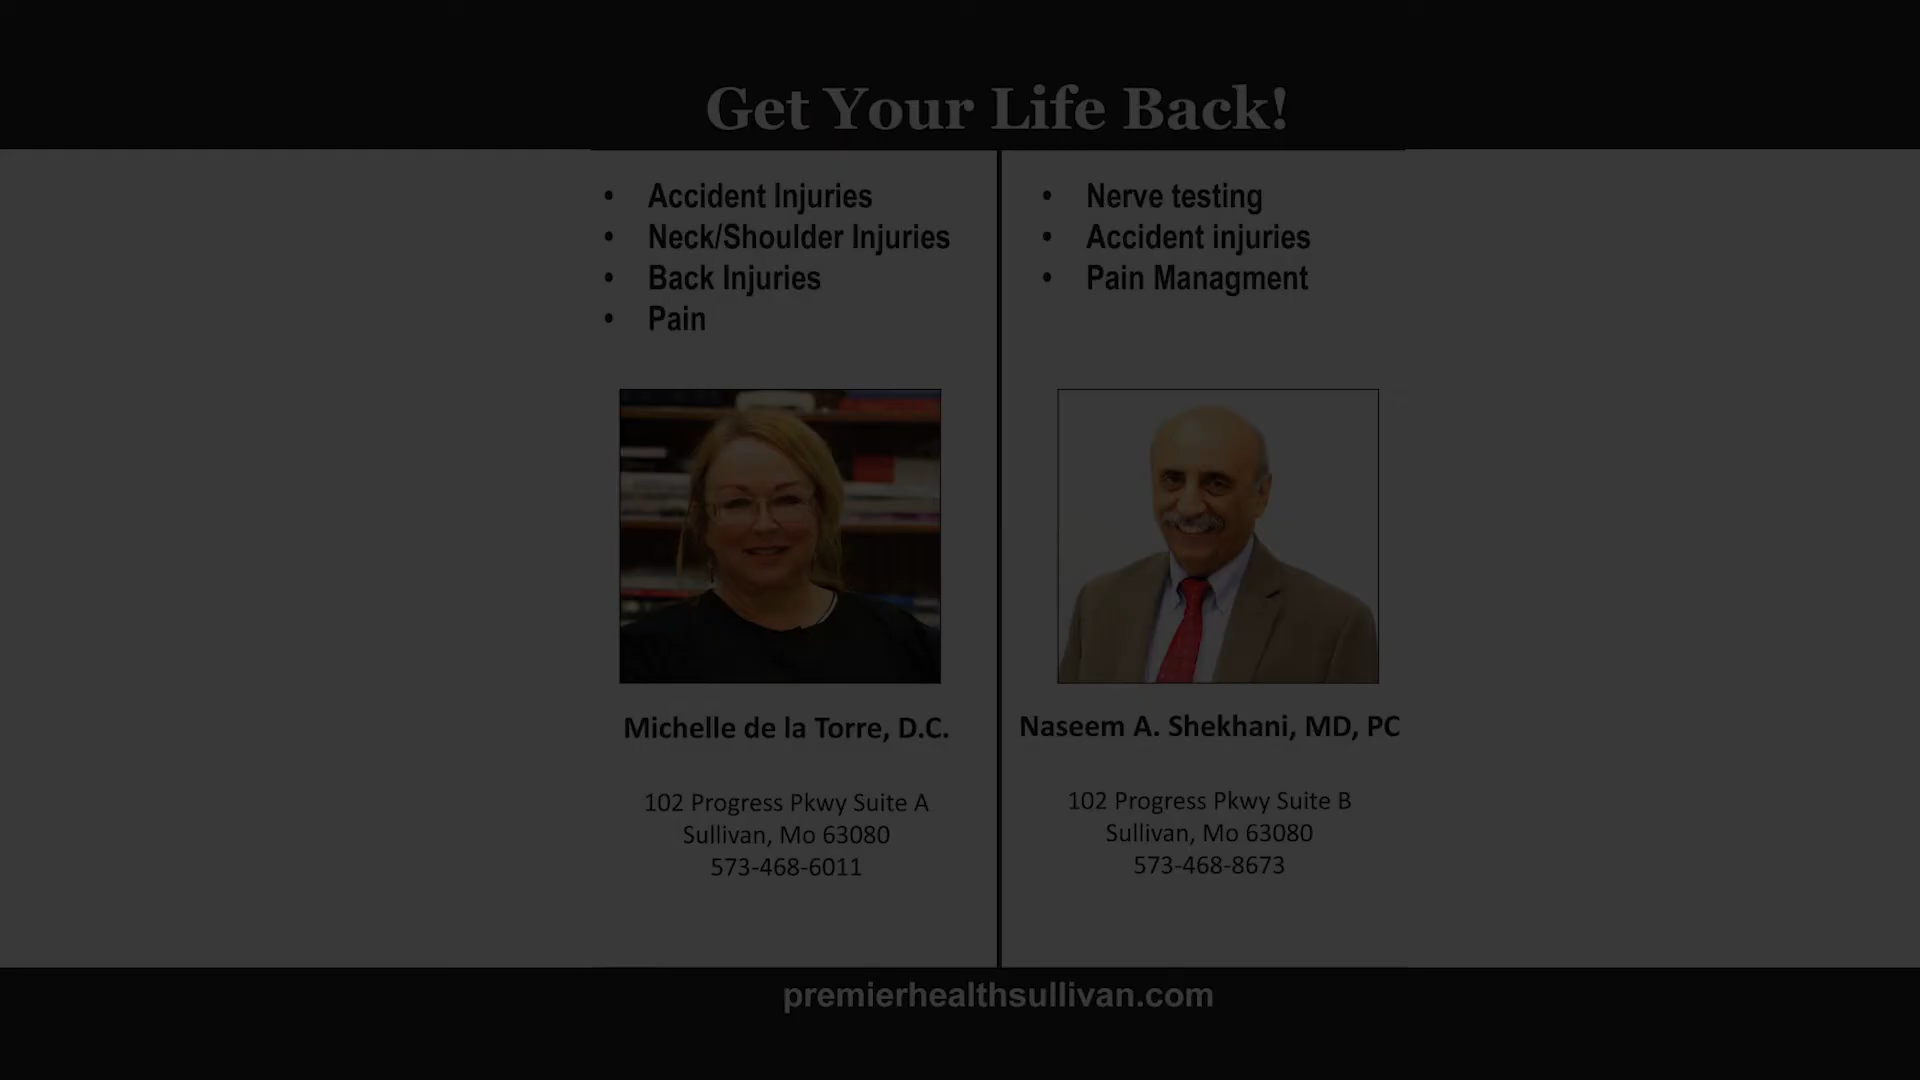 Get Your Life Back!
• Accident Injuries
• Neck/Shoulder Injuries
• Back Injuries
• Pain
Michelle de la Torre, D.C.
102 Progress Pkwy Suite A
Sullivan, Mo 63080
573-468-6011
• Nerve testing
• Accident injuries
• Pain Managment
Naseem A. Shekhani, MD, PC
102 Progress Pkwy Suite B
Sullivan, Mo 63080
573-468-8673
premierhealthsullivan.com